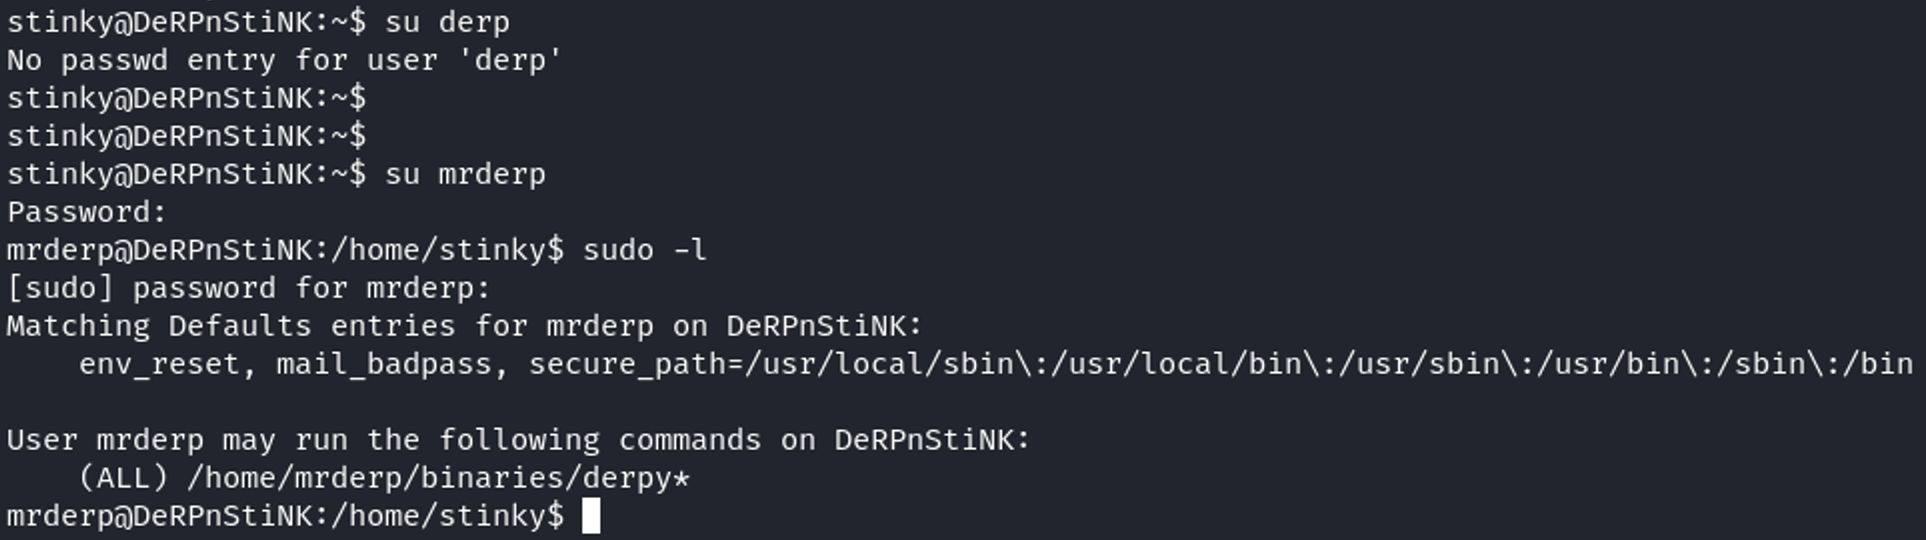 stinky@DeRPnStiNK:~$ su derp
No passwd entry for user 'derp'
stinky@DeRPnStiNK:~$
stinky@DeRPnStiNK:~$
stinky@DeRPnStiNK:~$ su mrderp
Password:
mrderp@DeRPnStiNK:/home/stinky$ sudo -l
[sudo] password for mrderp:
Matching Defaults entries for mrderp on DeRPnStiNK:
    env_reset, mail_badpass, secure_path=/usr/local/sbin\:/usr/local/bin\:/usr/sbin\:/usr/bin\:/sbin\:/bin

User mrderp may run the following commands on DeRPnStiNK:
    (ALL) /home/mrderp/binaries/derpy*
mrderp@DeRPnStiNK:/home/stinky$